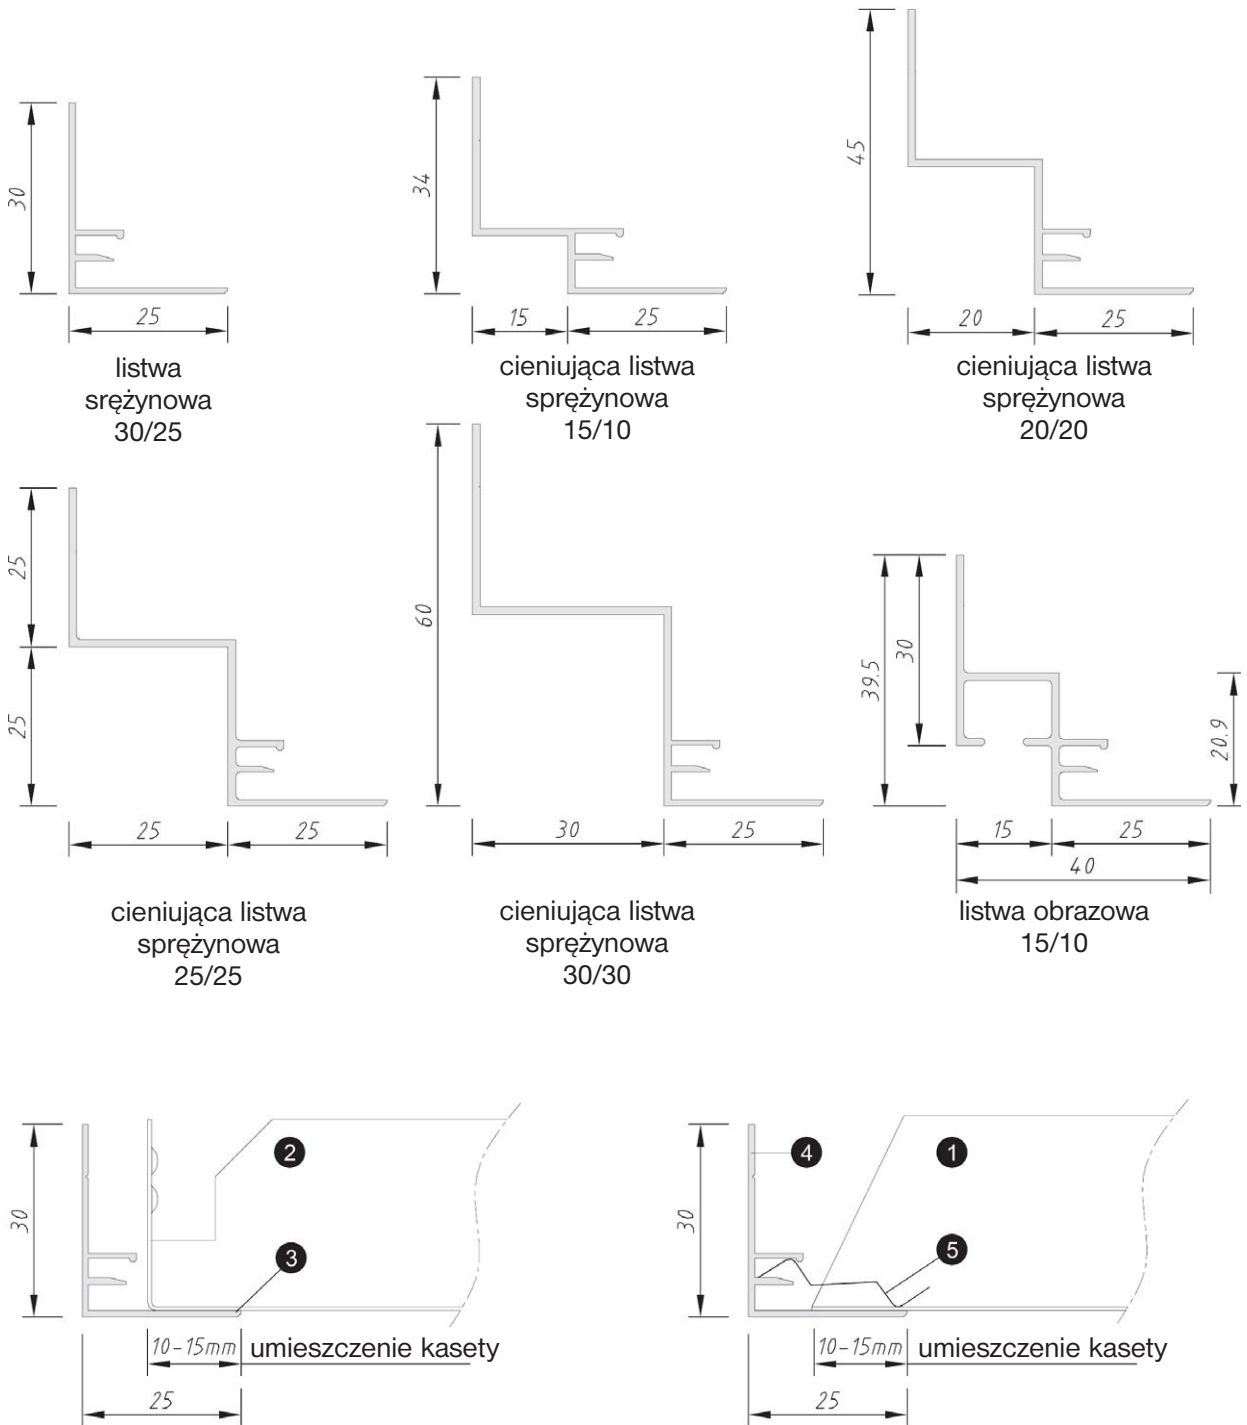 30
25
listwa
srężynowa
30/25
34
15
25
cieniująca listwa
sprężynowa
15/10
45
20
25
cieniująca listwa
sprężynowa
20/20
25
25
25
25
cieniująca listwa
sprężynowa
25/25
60
30
25
cieniująca listwa
sprężynowa
30/30
39.5
30
20.9
15
25
40
listwa obrazowa
15/10
30
2
3
10-15mm umieszczenie kasety
25
30
4
1
5
10-15mm umieszczenie kasety
25